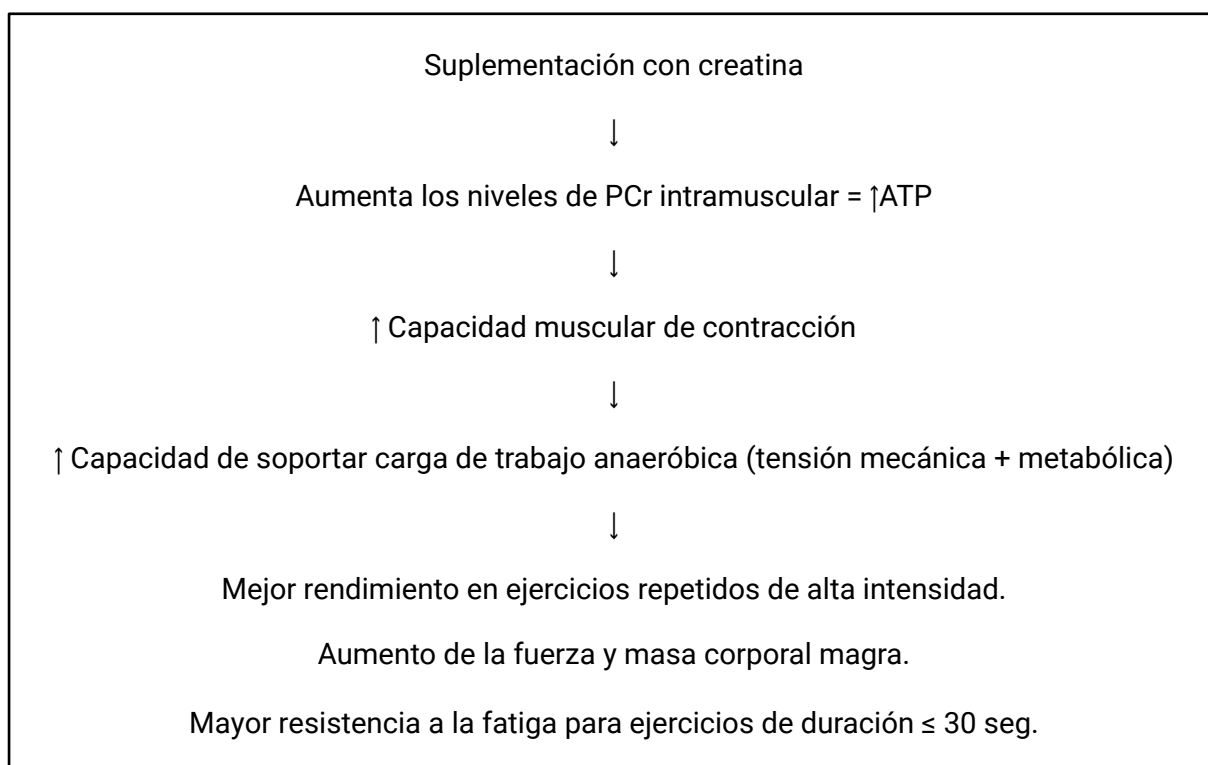 Suplementación con creatina
↓
Aumenta los niveles de PCr intramuscular = ↑ATP
↓
↑ Capacidad muscular de contracción
↓
↑ Capacidad de soportar carga de trabajo anaeróbica (tensión mecánica + metabólica)
↓
Mejor rendimiento en ejercicios repetidos de alta intensidad.
Aumento de la fuerza y masa corporal magra.
Mayor resistencia a la fatiga para ejercicios de duración ≤ 30 seg.